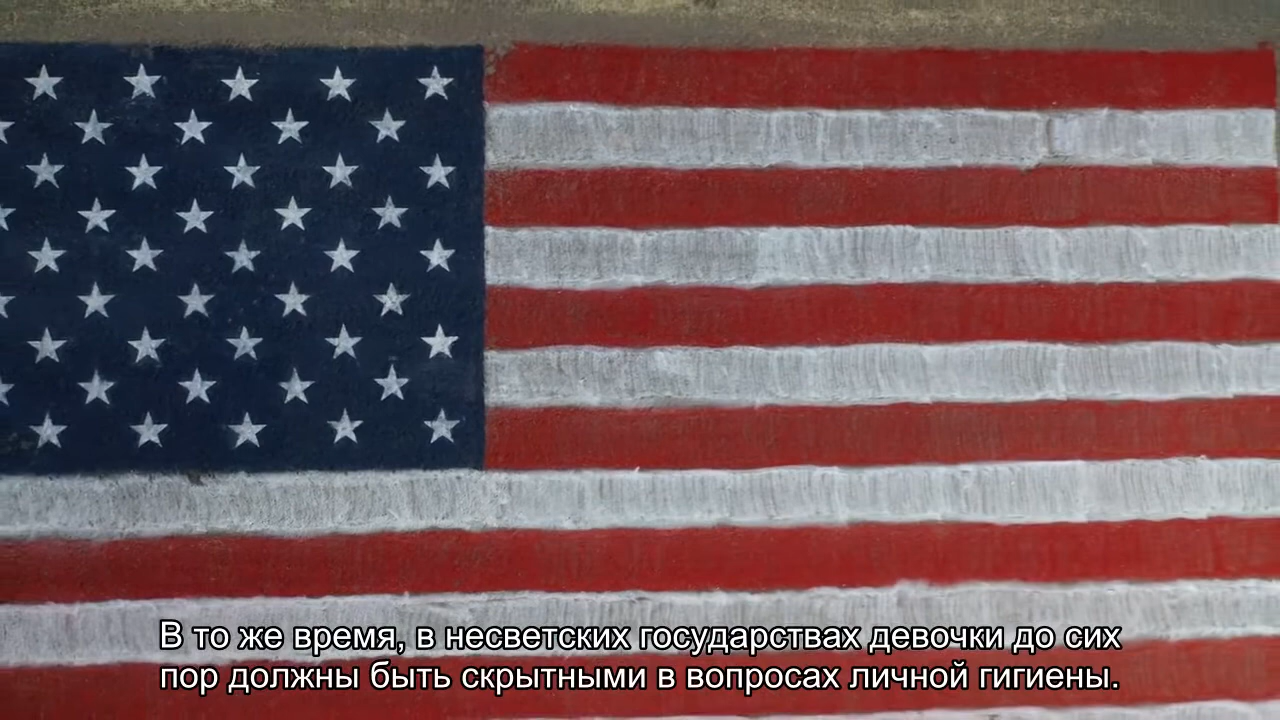 В то же время, в несветских государствах девочки до сих
пор должны быть скрытными в вопросах личной гигиены.